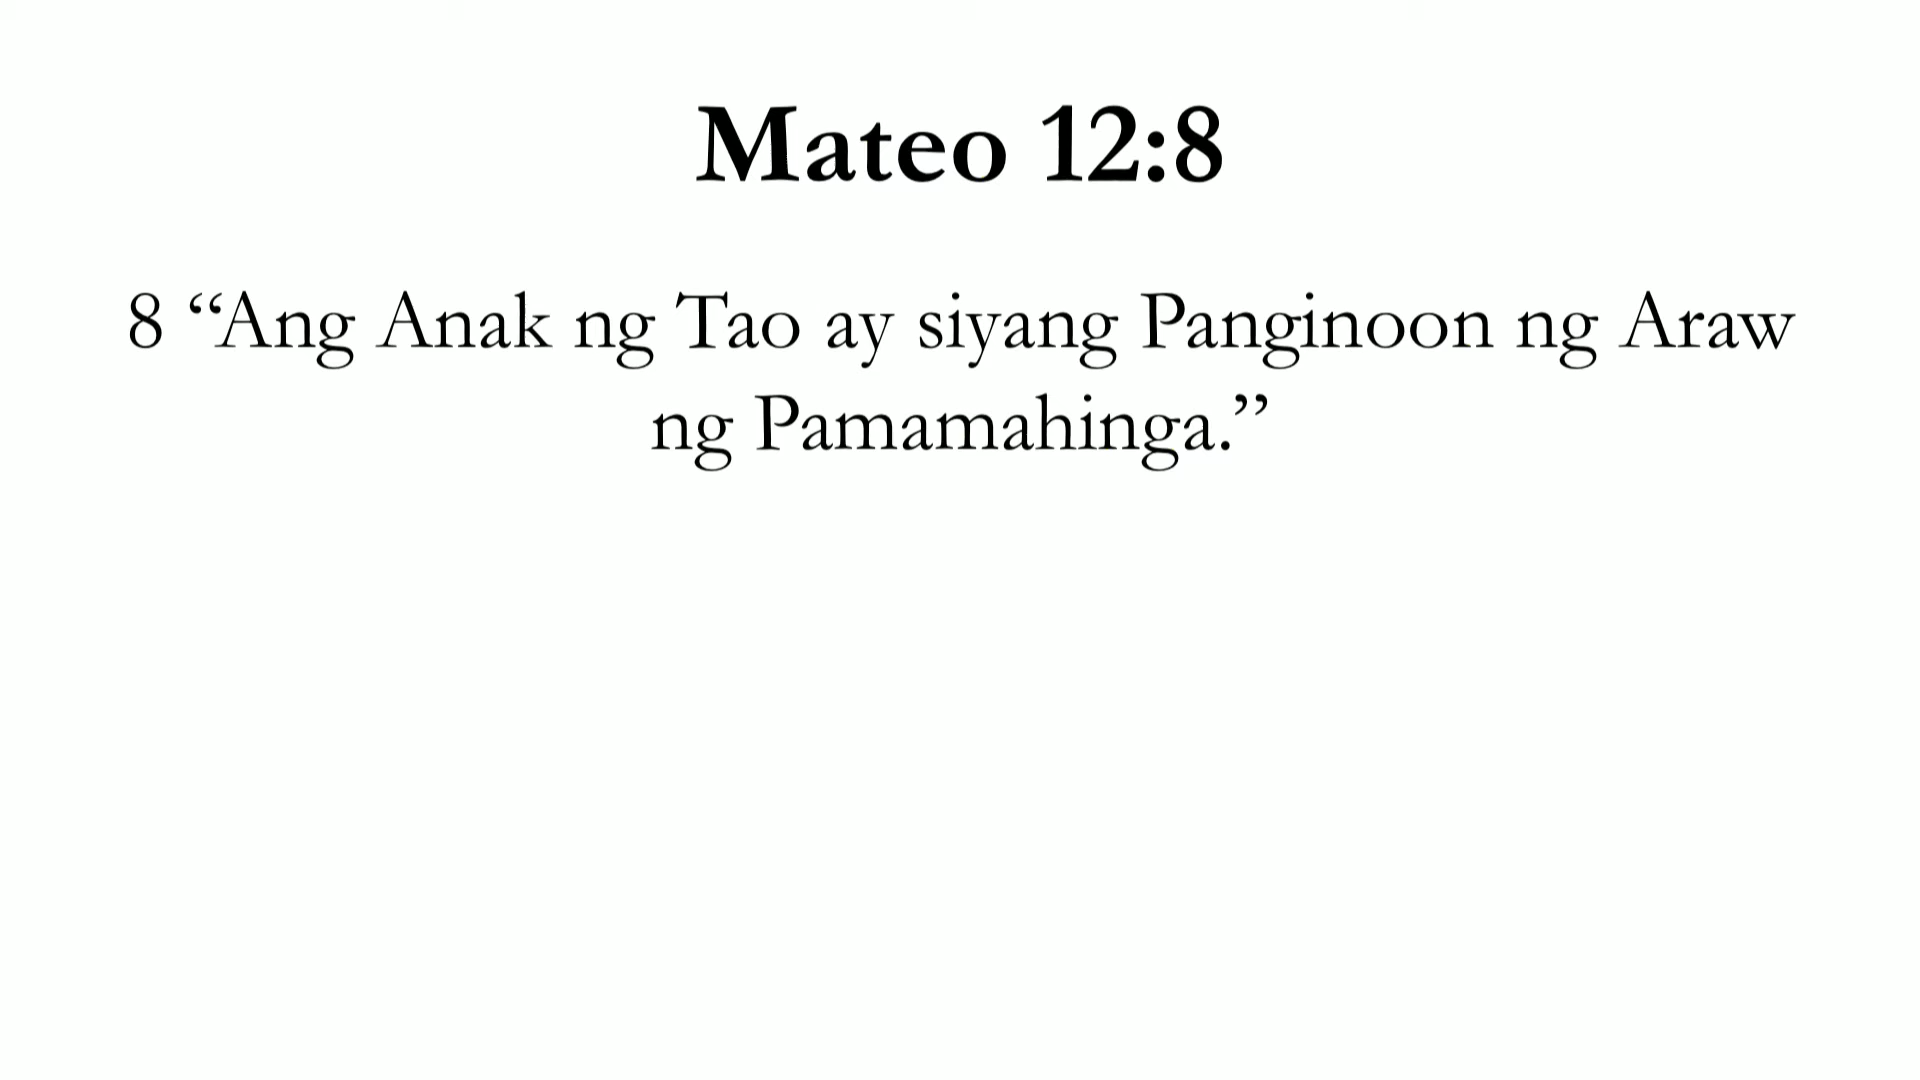 Mateo 12:8
8 “Ang Anak ng Tao ay siyang Panginoon ng Araw
ng Pamamahinga.”